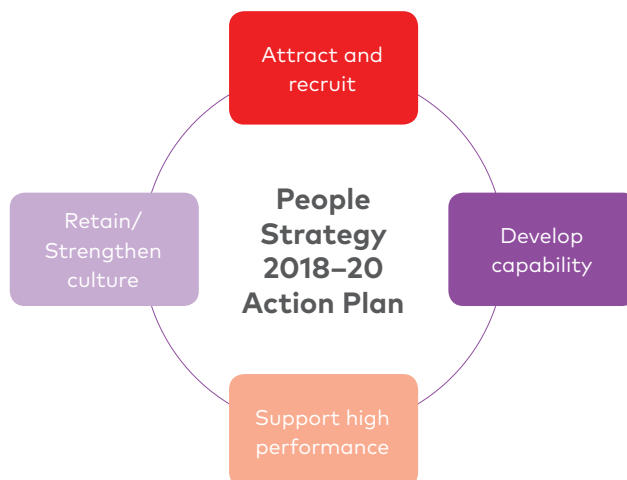 Attract and
recruit
Retain/
Strengthen
culture
People
Strategy
2018–20
Action Plan
Develop
capability
Support high
performance